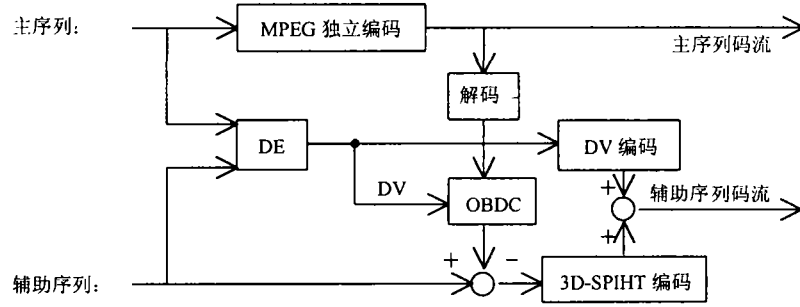 主序列:
MPEG 独立编码
主序列码流
解码
DE
DV 编码
DV
OBDC
+
辅助序列码流
+
+
−
辅助序列:
3D-SPIHT 编码